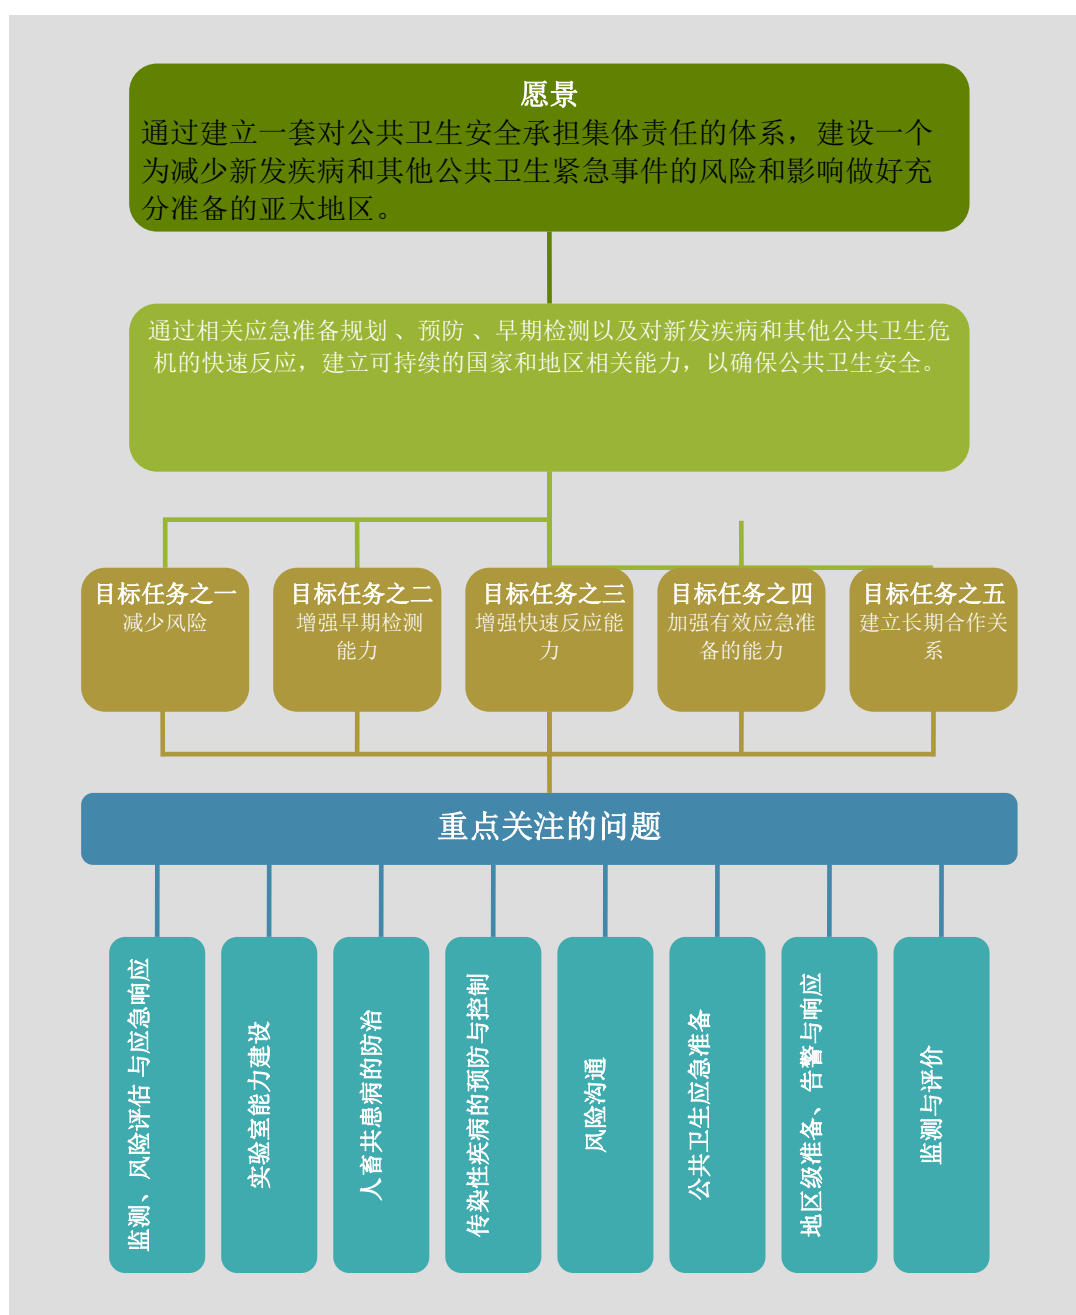 愿景
通过建立一套对公共卫生安全承担集体责任的体系，建设一个
为减少新发疾病和其他公共卫生紧急事件的风险和影响做好充
分准备的亚太地区。
通过相关应急准备规划、预防、早期检测以及对新发疾病和其他公共卫生危
机的快速反应，建立可持续的国家和地区相关能力，以确保公共卫生安全。
目标任务之一
减少风险
目标任务之二
增强早期检测
能力
目标任务之三
增强快速反应能
力
目标任务之四
加强有效应急准
备的能力
目标任务之五
建立长期合作关
系
重点关注的问题
监测、风险评估 与应急响应
实验室能力建设
人畜共患病的防治
传染性疾病的预防与控制
风险沟通
公共卫生应急准备
地区级准备、告警与响应
监测与评价